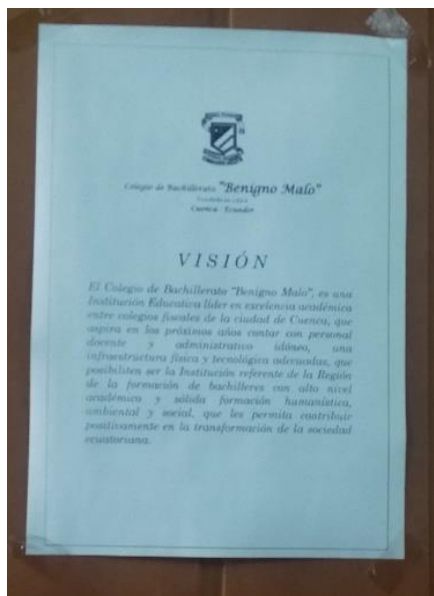 Colegio de Bachillerato "Benigno Malo"
Cuenca - Ecuador
VISIÓN
El Colegio de Bachillerato "Benigno Malo", es una
Institución Educativa líder en excelencia académica
entre colegios fiscales de la ciudad de Cuenca, que
aspira en los próximos años contar con personal
docente y administrativo idóneo, una
infraestructura física y tecnológica adecuadas, que
posibiliten ser la Institución referente de la Región
de la formación de bachilleres con alto nivel
académico y sólida formación humanística,
ambiental y social, que les permita contribuir
positivamente en la transformación de la sociedad
ecuatoriana.